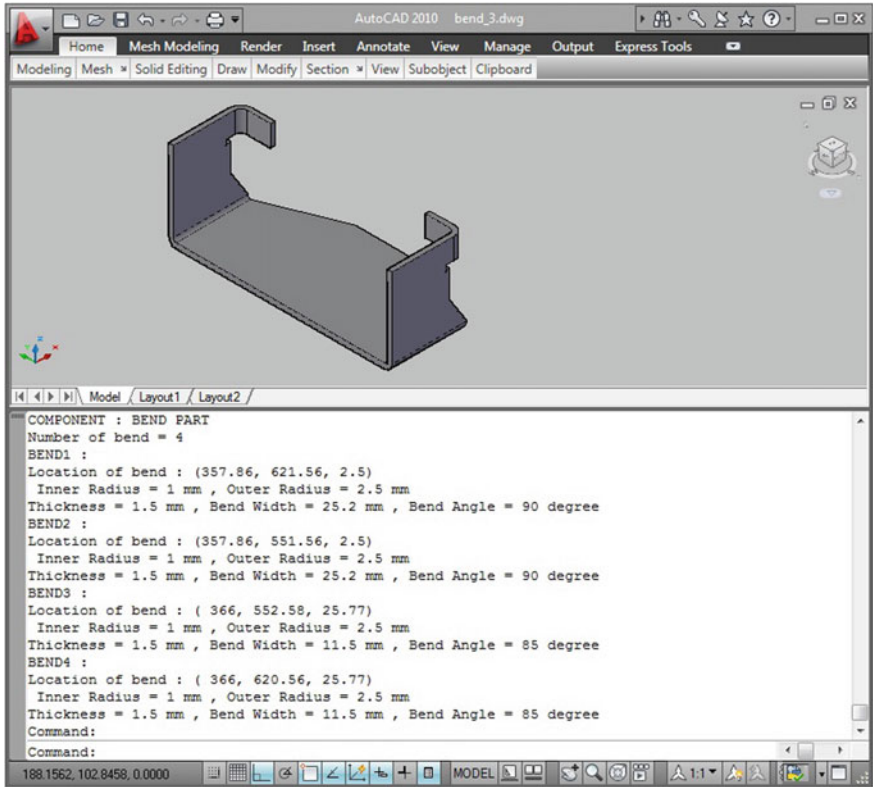 AutoCAD 2010 bend_3.dwg
Home Mesh Modeling Render Insert Annotate View Manage Output Express Tools
Modeling Mesh Solid Editing Draw Modify Section View Subobject Clipboard
Model Layout1 Layout2
COMPONENT : BEND PART
Number of bend = 4
BEND1 :
Location of bend : (357.86, 621.56, 2.5)
Inner Radius = 1 mm , Outer Radius = 2.5 mm
Thickness = 1.5 mm , Bend Width = 25.2 mm , Bend Angle = 90 degree
BEND2 :
Location of bend : (357.86, 551.56, 2.5)
Inner Radius = 1 mm , Outer Radius = 2.5 mm
Thickness = 1.5 mm , Bend Width = 25.2 mm , Bend Angle = 90 degree
BEND3 :
Location of bend : ( 366, 552.58, 25.77)
Inner Radius = 1 mm , Outer Radius = 2.5 mm
Thickness = 1.5 mm , Bend Width = 11.5 mm , Bend Angle = 85 degree
BEND4 :
Location of bend : ( 366, 620.56, 25.77)
Inner Radius = 1 mm , Outer Radius = 2.5 mm
Thickness = 1.5 mm , Bend Width = 11.5 mm , Bend Angle = 85 degree
Command:
Command:
188.1562, 102.8458, 0.0000 MODEL 1:1